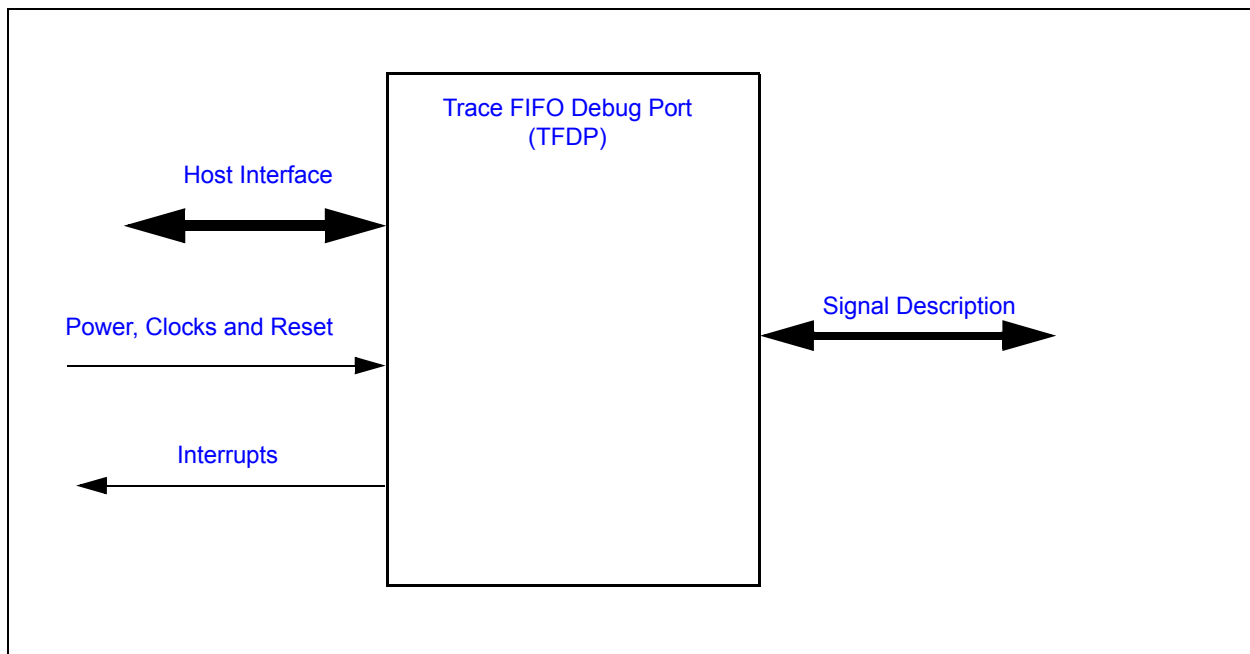 Trace FIFO Debug Port
(TFDP)
Host Interface
Power, Clocks and Reset
Interrupts
Signal Description